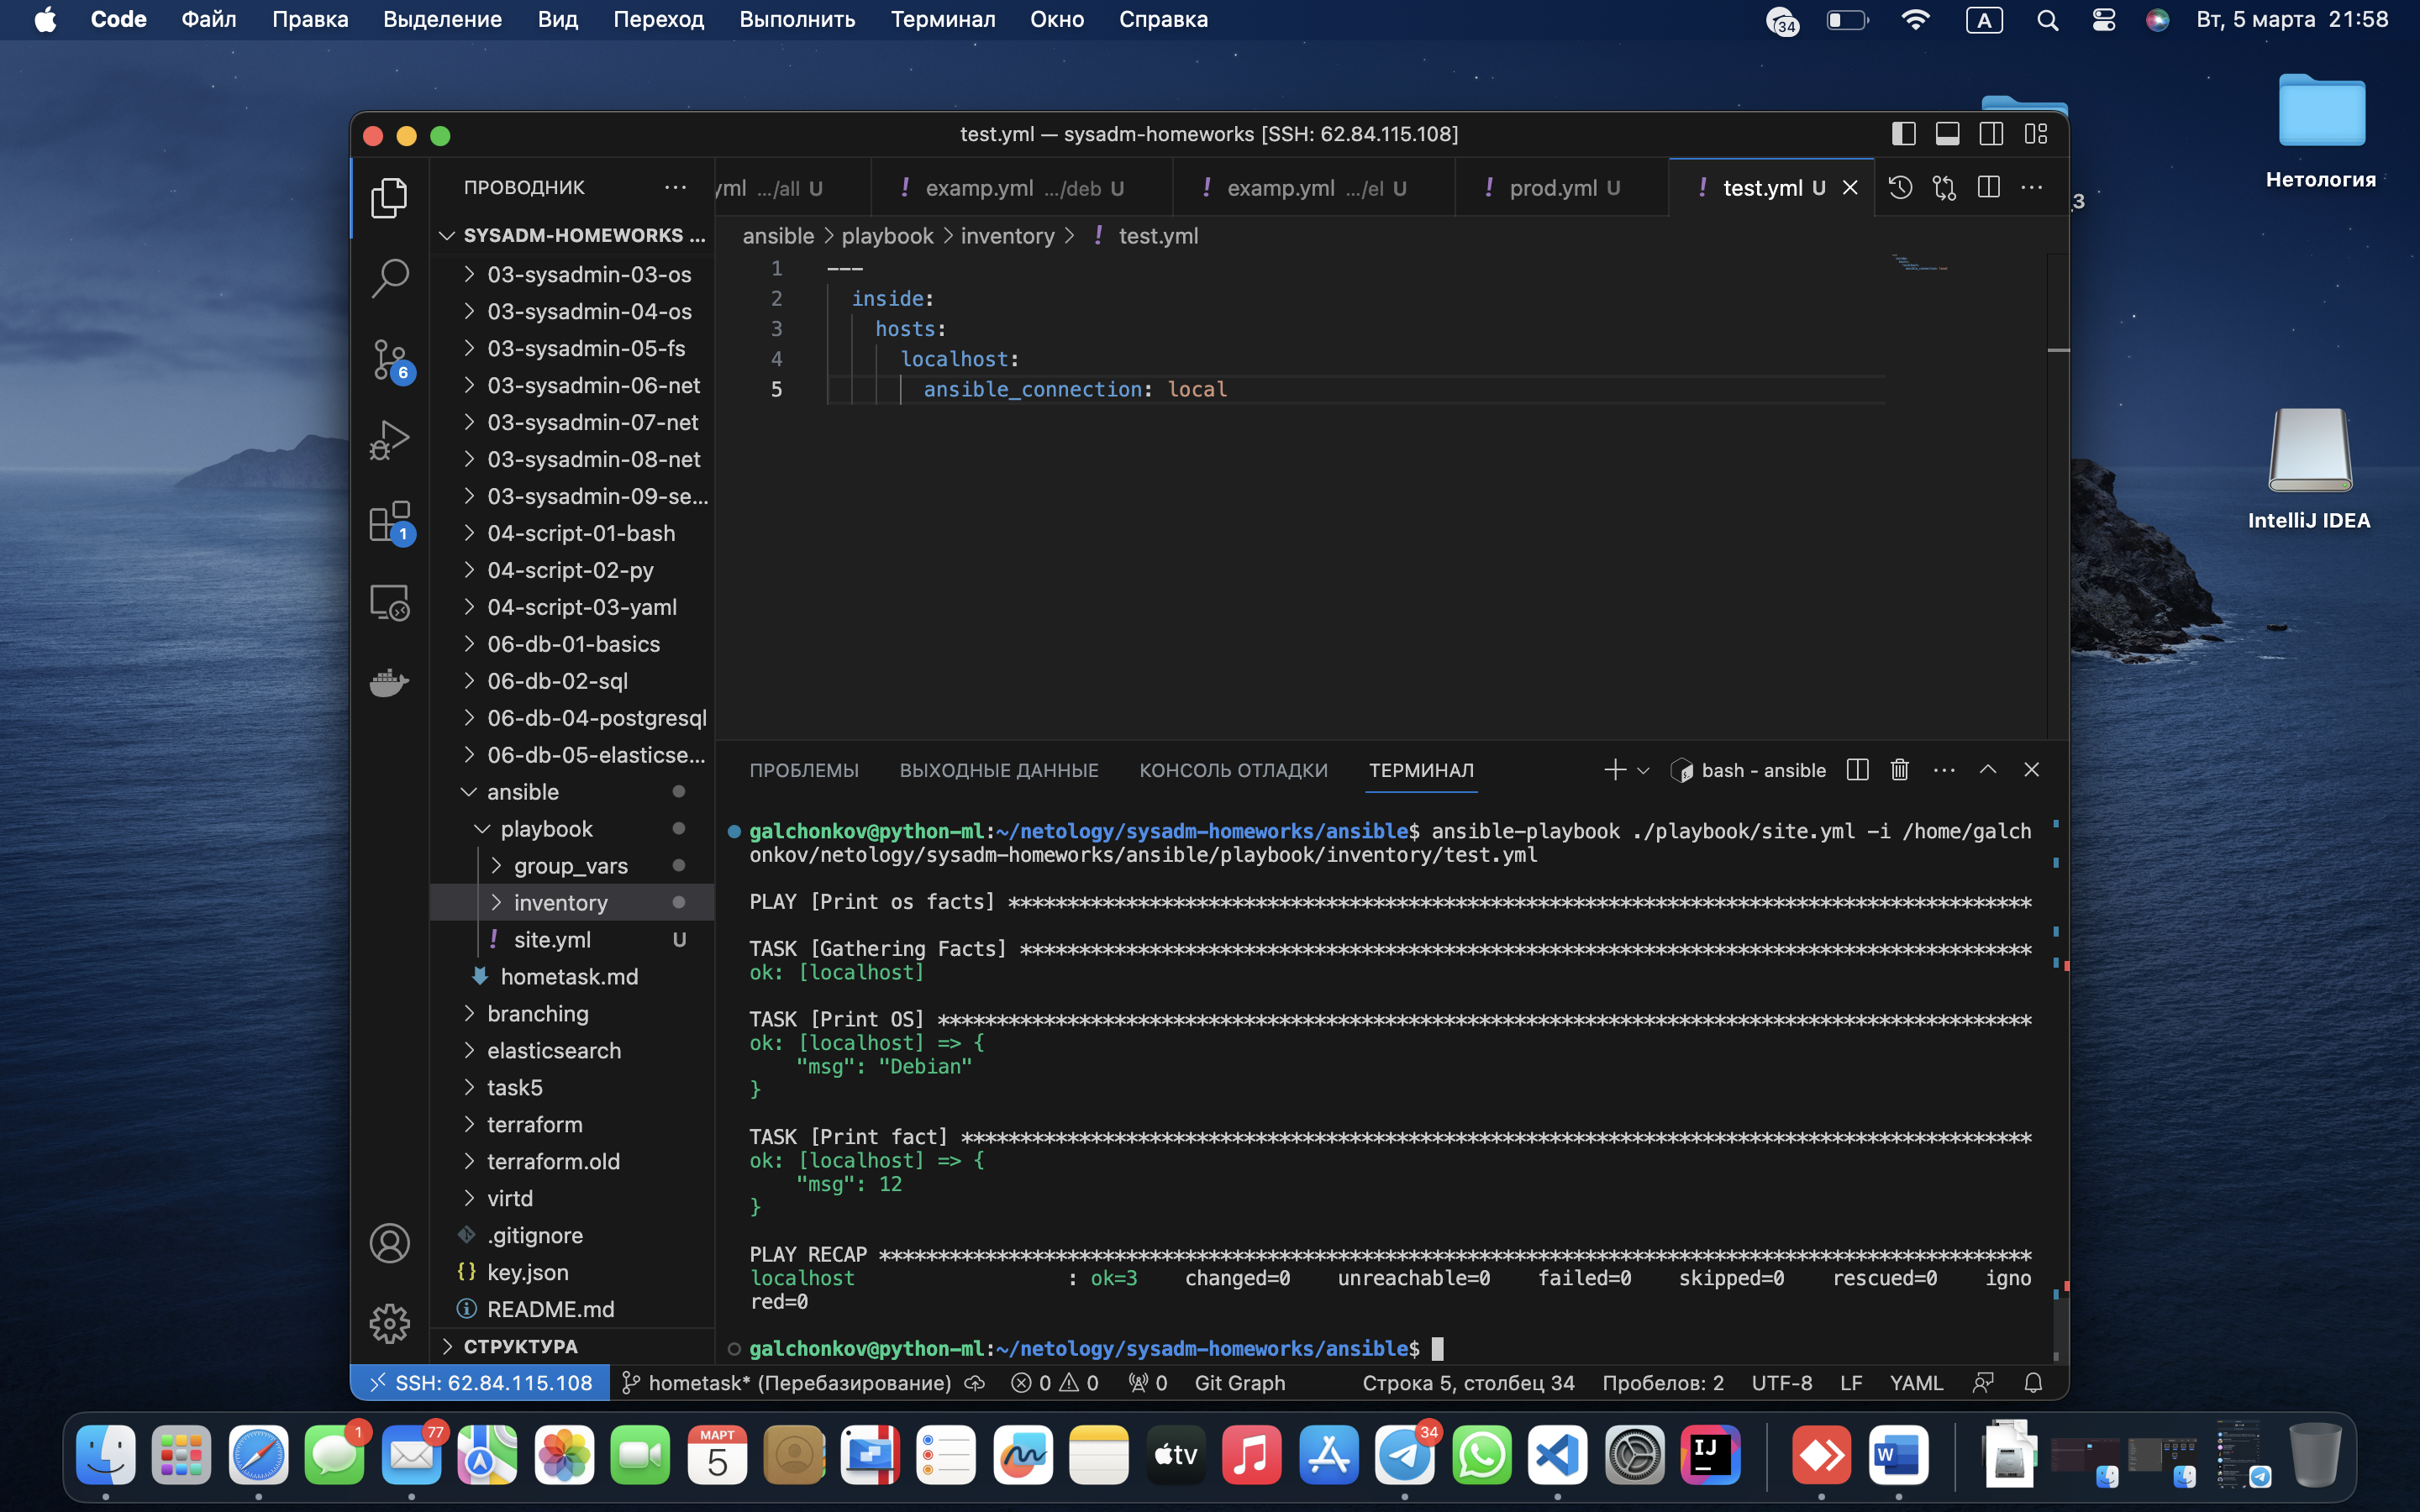 Code Файл Правка Выделение Вид Переход Выполнить Терминал Окно Справка 34 A Вт, 5 марта 21:58
Нетология
IntelliJ IDEA
test.yml — sysadm-homeworks [SSH: 62.84.115.108]
ПРОВОДНИК
SYSADM-HOMEWORKS ...
03-sysadmin-03-os
03-sysadmin-04-os
03-sysadmin-05-fs
03-sysadmin-06-net
03-sysadmin-07-net
03-sysadmin-08-net
03-sysadmin-09-se...
04-script-01-bash
04-script-02-py
04-script-03-yaml
06-db-01-basics
06-db-02-sql
06-db-04-postgresql
06-db-05-elasticse...
ansible
playbook
group_vars
inventory
! site.yml U
hometask.md
branching
elasticsearch
task5
terraform
terraform.old
virtd
.gitignore
{} key.json
README.md
СТРУКТУРА
6
1
yml .../all U ! examp.yml .../deb U ! examp.yml .../el U ! prod.yml U ! test.yml U
ansible > playbook > inventory > ! test.yml
1 ---
2 inside:
3 hosts:
4 localhost:
5 ansible_connection: local
ПРОБЛЕМЫ ВЫХОДНЫЕ ДАННЫЕ КОНСОЛЬ ОТЛАДКИ ТЕРМИНАЛ bash - ansible
galchonkov@python-ml:~/netology/sysadm-homeworks/ansible$ ansible-playbook ./playbook/site.yml -i /home/galch
onkov/netology/sysadm-homeworks/ansible/playbook/inventory/test.yml
PLAY [Print os facts] ***************************************************************************************
TASK [Gathering Facts] **************************************************************************************
ok: [localhost]
TASK [Print OS] *********************************************************************************************
ok: [localhost] => {
"msg": "Debian"
}
TASK [Print fact] *******************************************************************************************
ok: [localhost] => {
"msg": 12
}
PLAY RECAP **************************************************************************************************
localhost : ok=3 changed=0 unreachable=0 failed=0 skipped=0 rescued=0 igno
red=0
galchonkov@python-ml:~/netology/sysadm-homeworks/ansible$
SSH: 62.84.115.108 hometask* (Перебазирование) 0 0 0 Git Graph Строка 5, столбец 34 Пробелов: 2 UTF-8 LF YAML
1 77 МАРТ 5 tv 34 IJ W